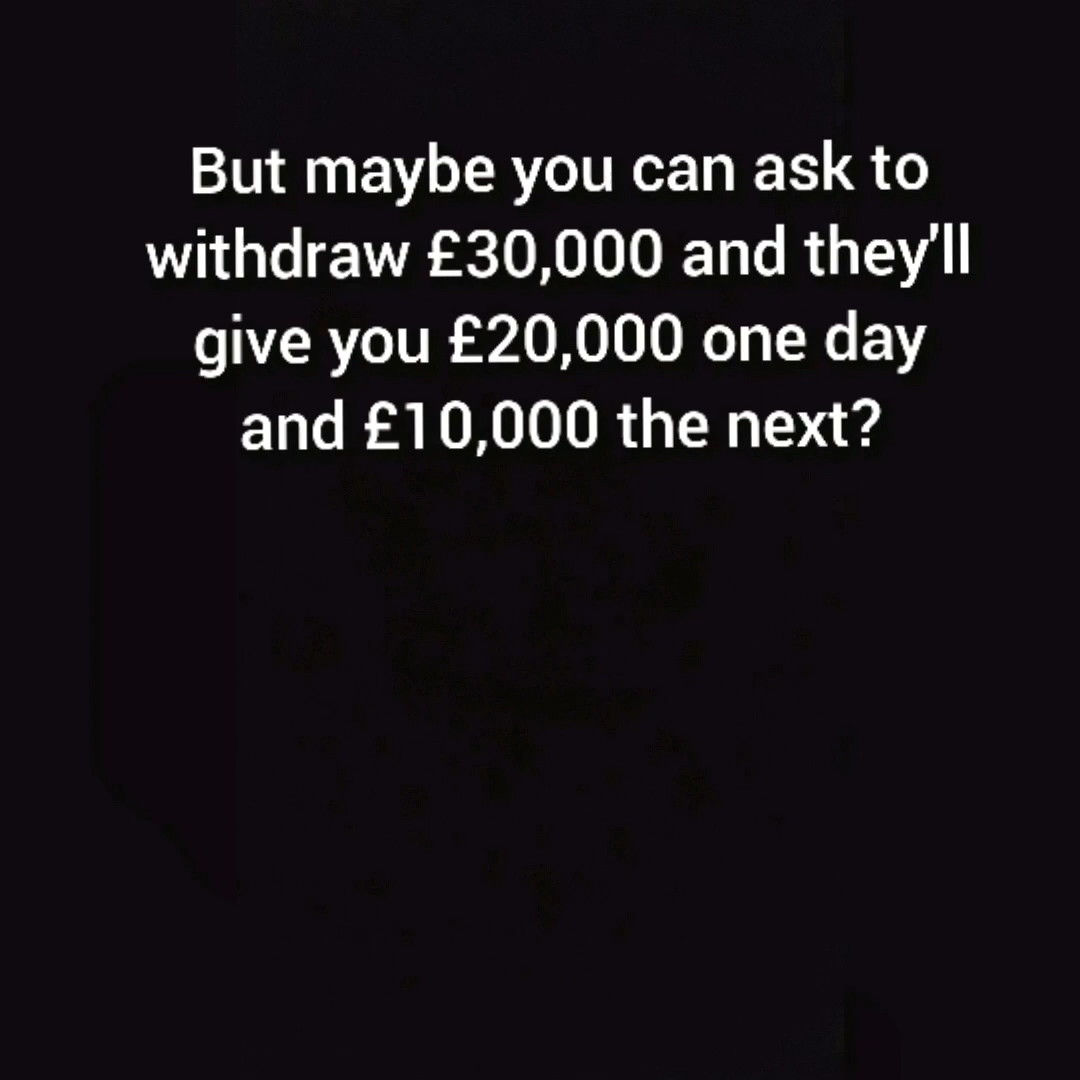 But maybe you can ask to
withdraw £30,000 and they'll
give you £20,000 one day
and £10,000 the next?